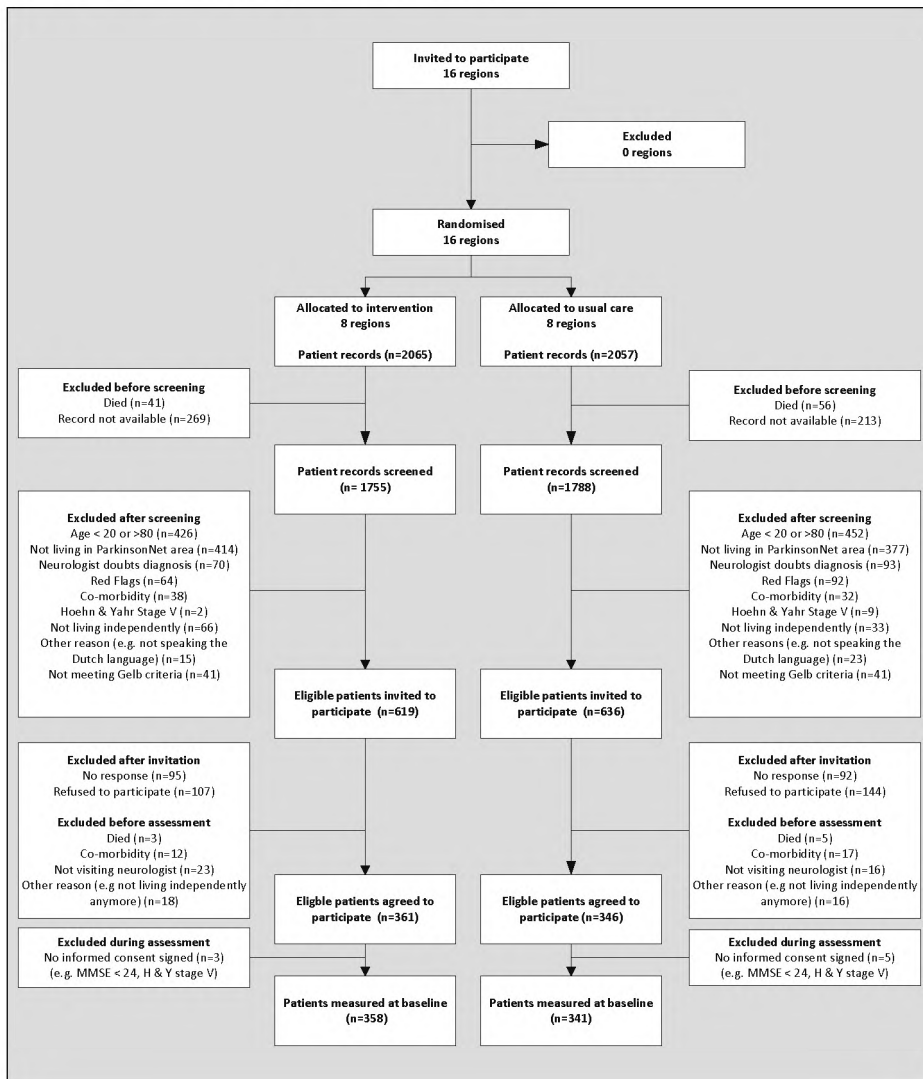 Invited to participate
16 regions
Excluded
0 regions
Randomised
16 regions
Allocated to intervention
8 regions
Patient records (n=2065)
Allocated to usual care
8 regions
Patient records (n=2057)
Excluded before screening
Died (n=41)
Record not available (n=269)
Excluded before screening
Died (n=56)
Record not available (n=213)
Patient records screened
(n= 1755)
Patient records screened
(n=1788)
Excluded after screening
Age < 20 or >80 (n=426)
Not living in ParkinsonNet area (n=414)
Neurologist doubts diagnosis (n=70)
Red Flags (n=64)
Co-morbidity (n=38)
Hoehn & Yahr Stage V (n=2)
Not living independently (n=66)
Other reason (e.g. not speaking the
Dutch language) (n=15)
Not meeting Gelb criteria (n=41)
Excluded after screening
Age < 20 or >80 (n=452)
Not living in ParkinsonNet area (n=377)
Neurologist doubts diagnosis (n=93)
Red Flags (n=92)
Co-morbidity (n=32)
Hoehn & Yahr Stage V (n=9)
Not living independently (n=33)
Other reasons (e.g. not speaking the
Dutch language) (n=23)
Not meeting Gelb criteria (n=41)
Eligible patients invited to
participate (n=619)
Eligible patients invited to
participate (n=636)
Excluded after invitation
No response (n=95)
Refused to participate (n=107)
Excluded before assessment
Died (n=3)
Co-morbidity (n=12)
Not visiting neurologist (n=23)
Other reason (e.g not living independently
anymore) (n=18)
Excluded after invitation
No response (n=92)
Refused to participate (n=144)
Excluded before assessment
Died (n=5)
Co-morbidity (n=17)
Not visiting neurologist (n=16)
Other reason (e.g not living independently
anymore) (n=16)
Eligible patients agreed to
participate (n=361)
Eligble patients agreed to
participate (n=346)
Excluded during assessment
No informed consent signed (n=3)
(e.g. MMSE < 24, H & Y stage V)
Excluded during assessment
No informed consent signed (n=5)
(e.g. MMSE < 24, H & Y stage V)
Patients measured at baseline
(n=358)
Patients measured at baseline
(n=341)